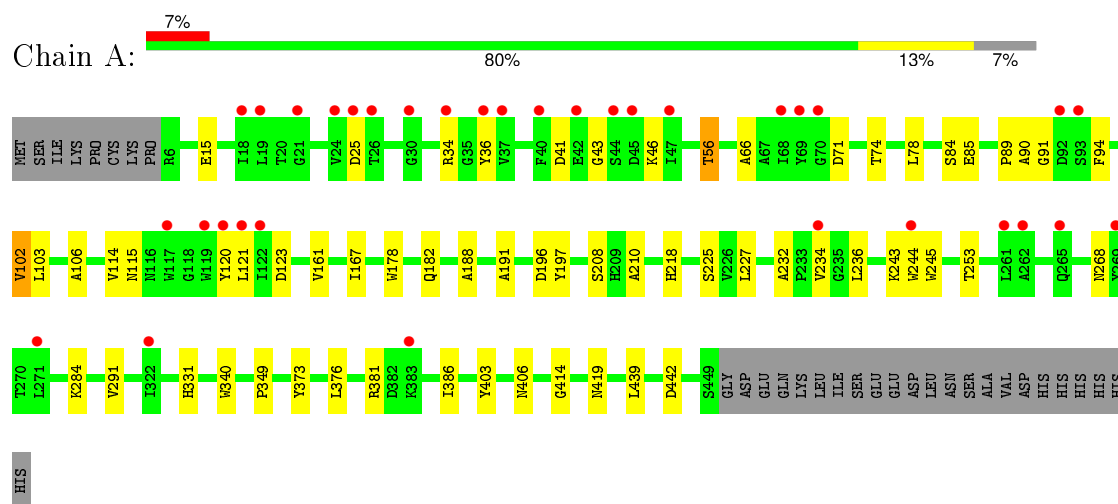 7%
Chain A:
80% 13% 7%
MET SER ILE LYS PRO CYS LYS PRO R6 E15 I18 L19 T20 G21 V24 D25 T26 G30 R34 G35 Y36 V37 F40 D41 E42 G43 S44 D45 K46 I47 T56 A66 A67 I68 Y69 G70 D71 T74 L78 S84 E85 P89 A90 G91 D92 S93 F94
V102 L103 A106 V114 N115 N116 W117 G118 W119 Y120 L121 I122 D123 V161 I167 W178 Q182 A188 A191 D196 Y197 S208 H209 A210 H218 S225 V226 L227 A232 P233 V234 G235 L236 K243 W244 W245 T253 L261 A262 Q265 N268 Y269
T270 L271 K284 V291 I322 H331 W340 P349 Y373 L376 R381 D382 K383 I386 Y403 N406 G414 N419 L439 D442 S449 GLY ASP GLU GLN LYS LEU ILE SER GLU GLU ASP LEU ASN SER ALA VAL ASP HIS HIS HIS HIS HIS
HIS